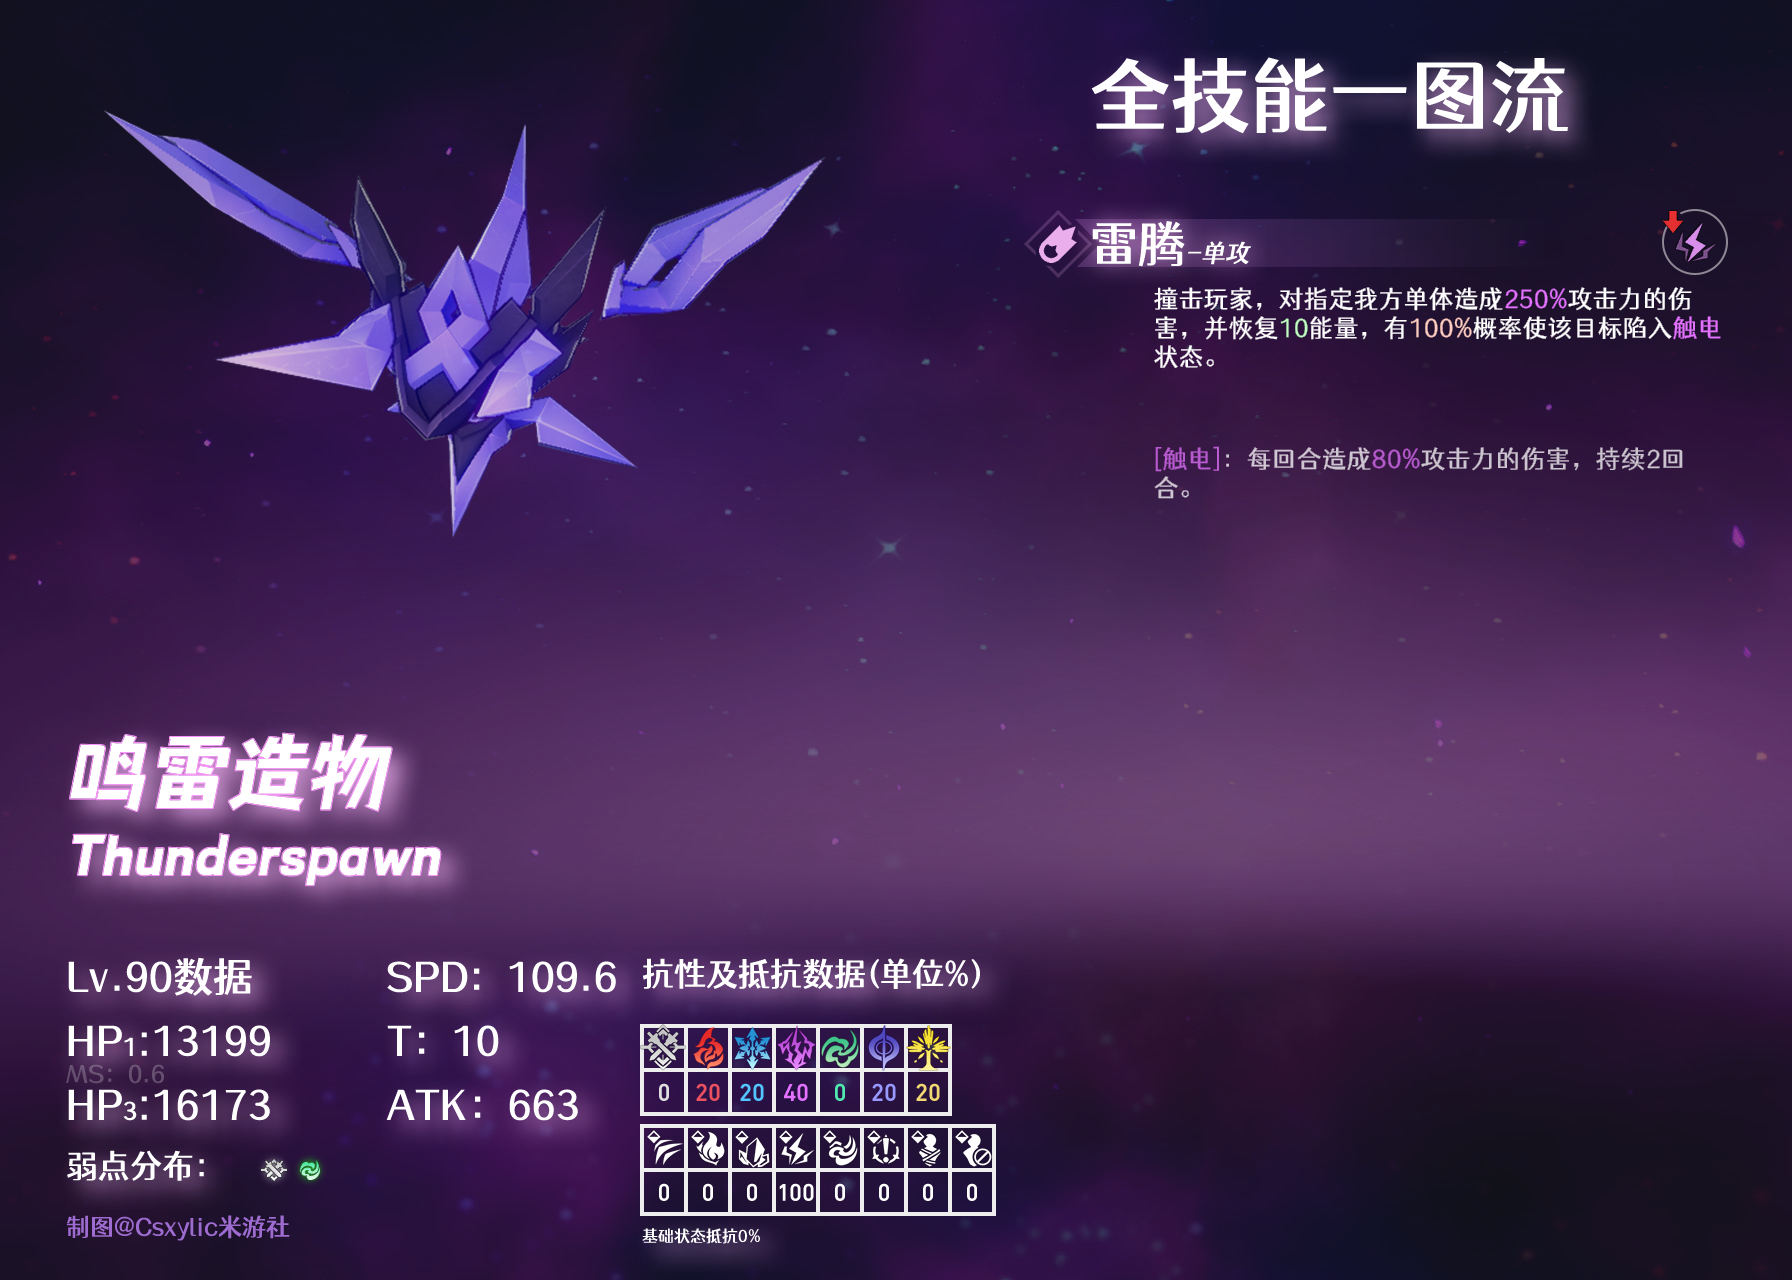 全技能一图流
雷腾-单攻
撞击玩家，对指定我方单体造成250%攻击力的伤
害，并恢复10能量，有100%概率使该目标陷入触电
状态。
[触电]：每回合造成80%攻击力的伤害，持续2回
合。
鸣雷造物
Thunderspawn
Lv.90数据
SPD：109.6
HP1:13199
T：10
MS：0.6
HP3:16173
ATK：663
弱点分布：
制图@Csxylic米游社
抗性及抵抗数据(单位%)
0 20 20 40 0 20 20
0 0 0 100 0 0 0 0
基础状态抵抗0%